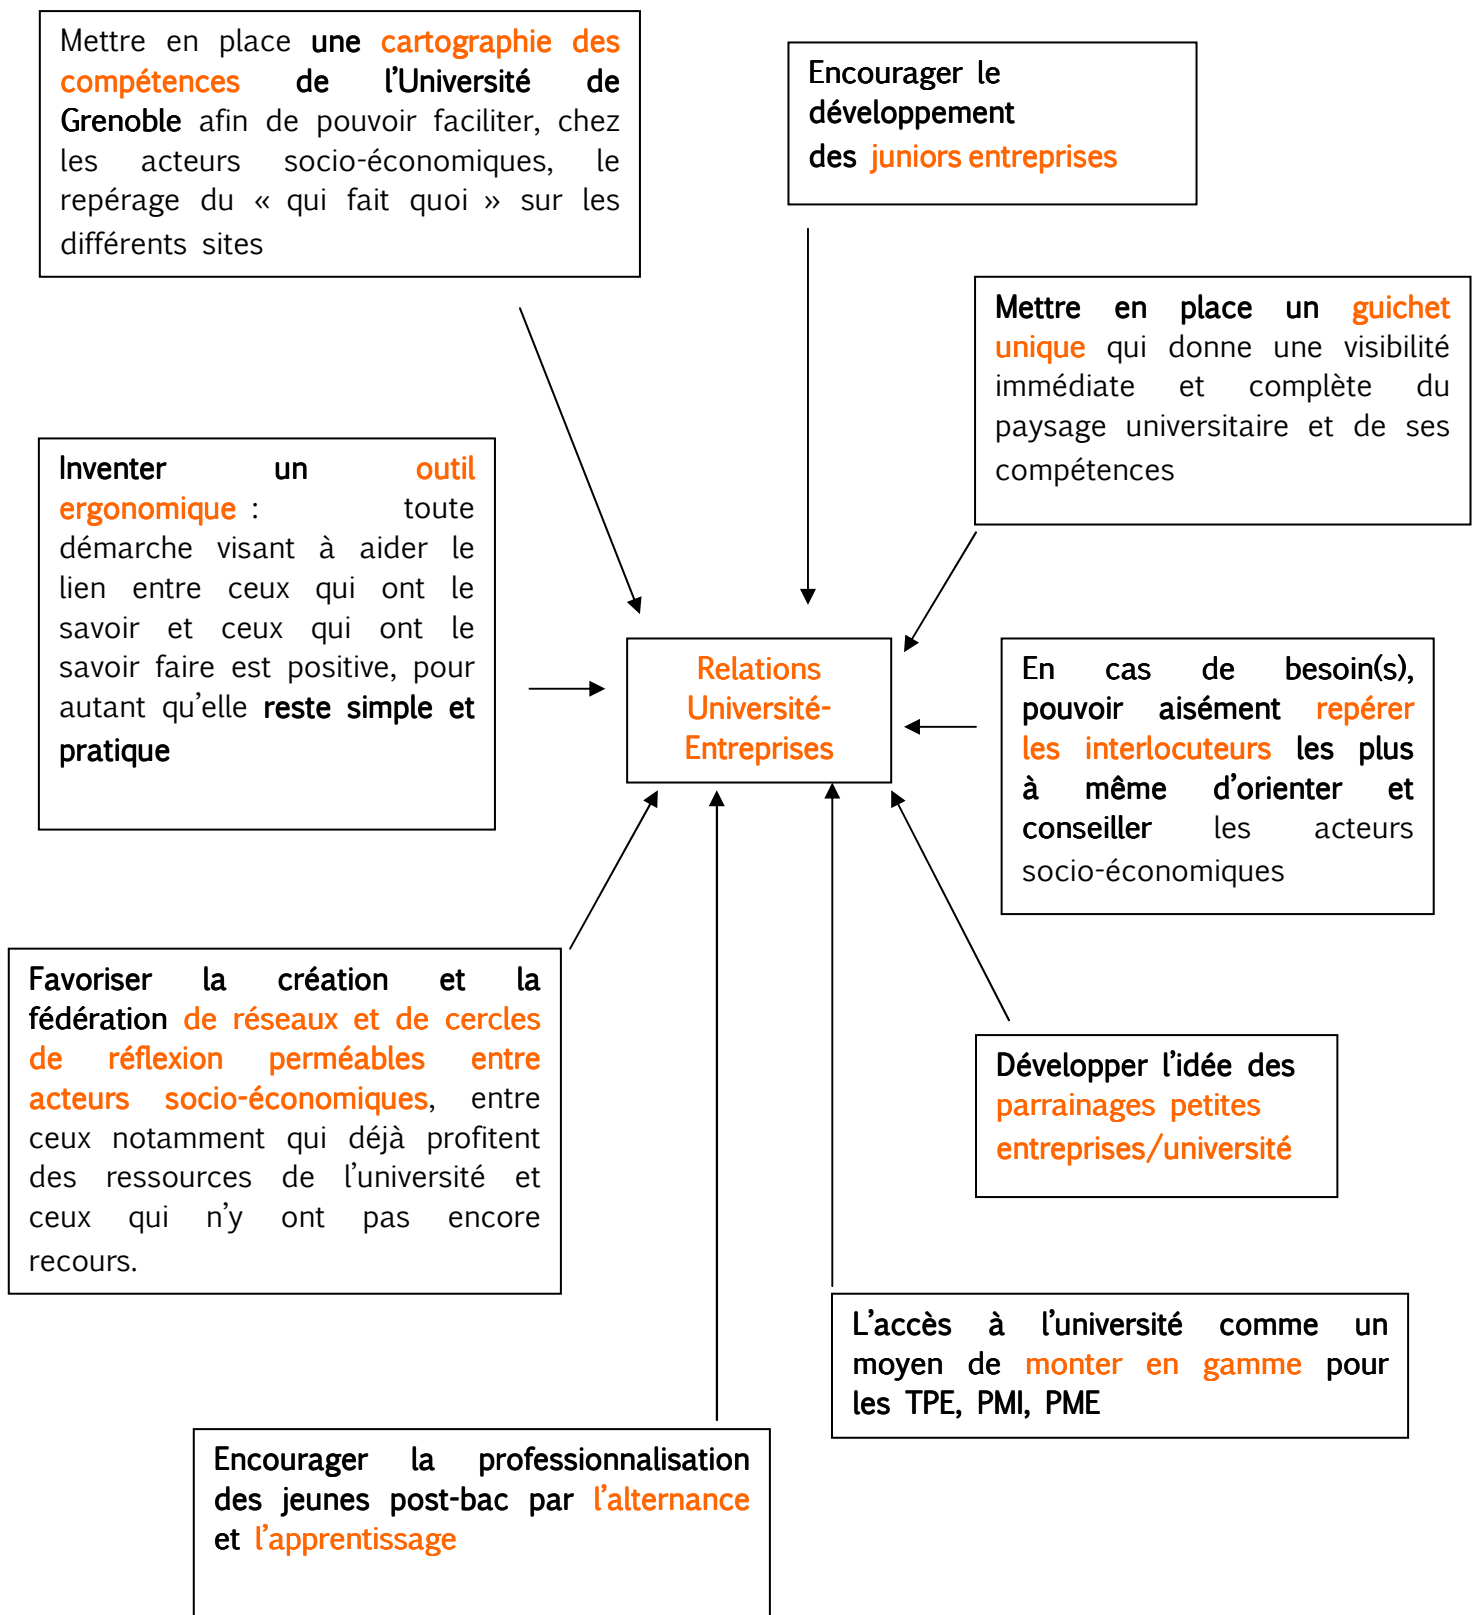 Mettre en place une cartographie des
compétences de l'Université de
Grenoble afin de pouvoir faciliter, chez
les acteurs socio-économiques, le
repérage du « qui fait quoi » sur les
différents sites
Encourager le
développement
des juniors entreprises
Mettre en place un guichet
unique qui donne une visibilité
immédiate et complète du
paysage universitaire et de ses
compétences
Inventer un outil
ergonomique : toute
démarche visant à aider le
lien entre ceux qui ont le
savoir et ceux qui ont le
savoir faire est positive, pour
autant qu'elle reste simple et
pratique
Relations
Université-
Entreprises
En cas de besoin(s),
pouvoir aisément repérer
les interlocuteurs les plus
à même d'orienter et
conseiller les acteurs
socio-économiques
Favoriser la création et la
fédération de réseaux et de cercles
de réflexion perméables entre
acteurs socio-économiques, entre
ceux notamment qui déjà profitent
des ressources de l'université et
ceux qui n'y ont pas encore
recours.
Développer l'idée des
parrainages petites
entreprises/université
L'accès à l'université comme un
moyen de monter en gamme pour
les TPE, PMI, PME
Encourager la professionnalisation
des jeunes post-bac par l'alternance
et l'apprentissage